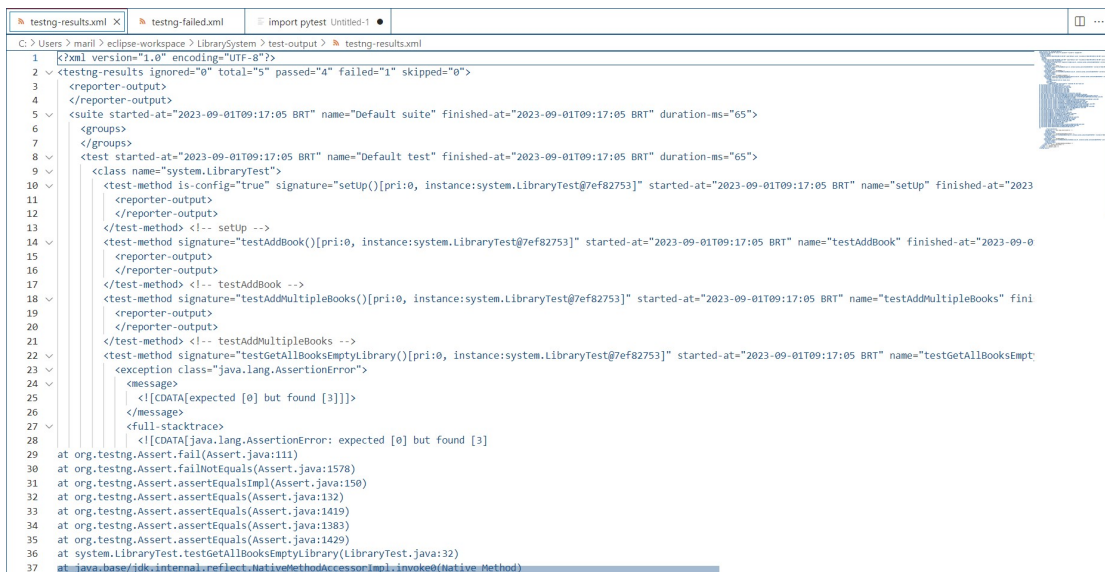 testng-results.xml × testng-failed.xml import pytest Untitled-1 ●
C: > Users > maril > eclipse-workspace > LibrarySystem > test-output > testng-results.xml
1 <?xml version="1.0" encoding="UTF-8"?>
2 <testng-results ignored="0" total="5" passed="4" failed="1" skipped="0">
3 <reporter-output>
4 </reporter-output>
5 <suite started-at="2023-09-01T09:17:05 BRT" name="Default suite" finished-at="2023-09-01T09:17:05 BRT" duration-ms="65">
6 <groups>
7 </groups>
8 <test started-at="2023-09-01T09:17:05 BRT" name="Default test" finished-at="2023-09-01T09:17:05 BRT" duration-ms="65">
9 <class name="system.LibraryTest">
10 <test-method is-config="true" signature="setUp()[pri:0, instance:system.LibraryTest@7ef82753]" started-at="2023-09-01T09:17:05 BRT" name="setUp" finished-at="2023
11 <reporter-output>
12 </reporter-output>
13 </test-method> <!-- setUp -->
14 <test-method signature="testAddBook()[pri:0, instance:system.LibraryTest@7ef82753]" started-at="2023-09-01T09:17:05 BRT" name="testAddBook" finished-at="2023-09-0
15 <reporter-output>
16 </reporter-output>
17 </test-method> <!-- testAddBook -->
18 <test-method signature="testAddMultipleBooks()[pri:0, instance:system.LibraryTest@7ef82753]" started-at="2023-09-01T09:17:05 BRT" name="testAddMultipleBooks" fini
19 <reporter-output>
20 </reporter-output>
21 </test-method> <!-- testAddMultipleBooks -->
22 <test-method signature="testGetAllBooksEmptyLibrary()[pri:0, instance:system.LibraryTest@7ef82753]" started-at="2023-09-01T09:17:05 BRT" name="testGetAllBooksEmpt
23 <exception class="java.lang.AssertionError">
24 <message>
25 <![CDATA[expected [0] but found [3]]]>
26 </message>
27 <full-stacktrace>
28 <![CDATA[java.lang.AssertionError: expected [0] but found [3]
29 at org.testng.Assert.fail(Assert.java:111)
30 at org.testng.Assert.failNotEquals(Assert.java:1578)
31 at org.testng.Assert.assertEqualsImpl(Assert.java:150)
32 at org.testng.Assert.assertEquals(Assert.java:132)
33 at org.testng.Assert.assertEquals(Assert.java:1419)
34 at org.testng.Assert.assertEquals(Assert.java:1383)
35 at org.testng.Assert.assertEquals(Assert.java:1429)
36 at system.LibraryTest.testGetAllBooksEmptyLibrary(LibraryTest.java:32)
37 at java.base/jdk.internal.reflect.NativeMethodAccessorImpl.invoke0(Native Method)